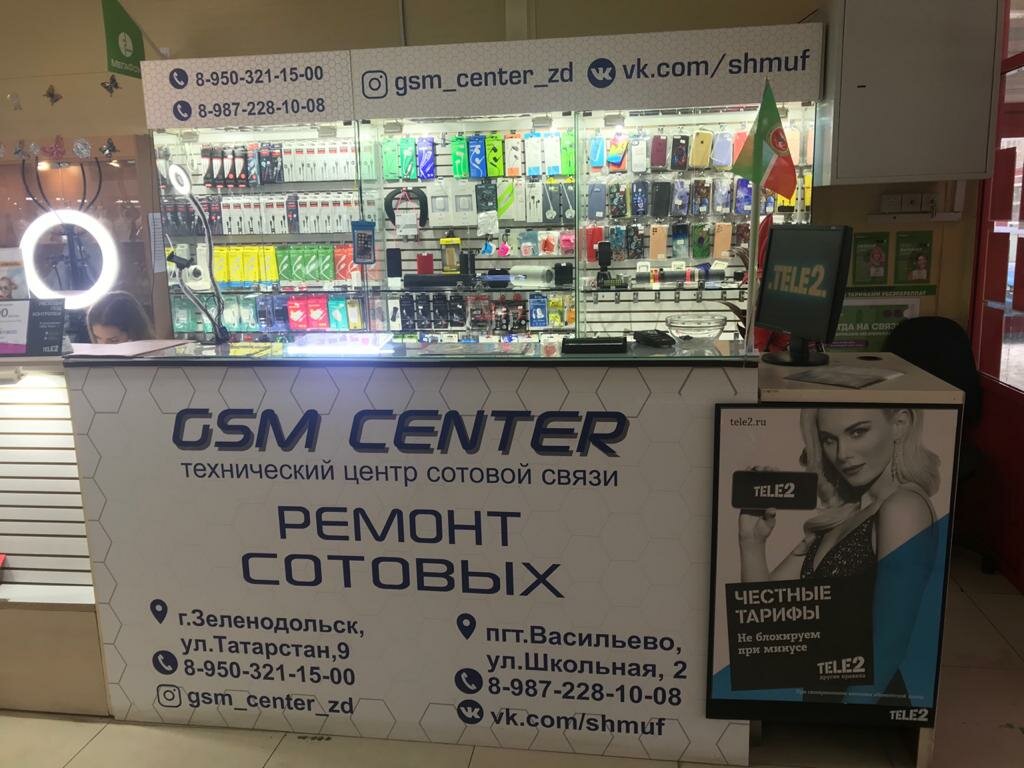 МЕГАФОН
8-950-321-15-00
8-987-228-10-08
gsm_center_zd
vk.com/shmuf
TELE2
GSM CENTER
технический центр сотовой связи
РЕМОНТ
СОТОВЫХ
г.Зеленодольск,
ул.Татарстан,9
8-950-321-15-00
gsm_center_zd
пгт.Васильево,
ул.Школьная, 2
8-987-228-10-08
vk.com/shmuf
tele2.ru
TELE2
ЧЕСТНЫЕ
ТАРИФЫ
Не блокируем
при минусе
TELE2
другие правила
TELE2